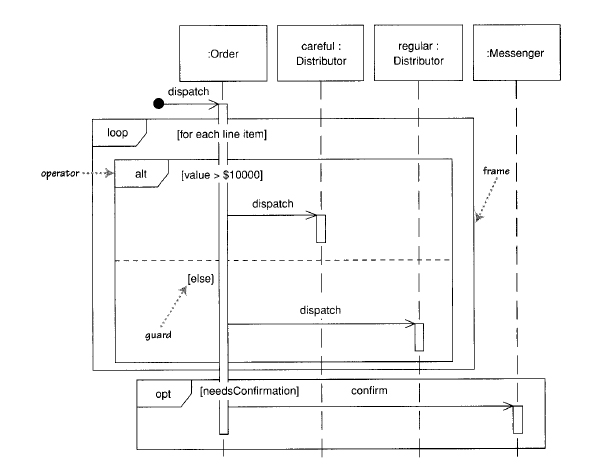 :Order
careful :
Distributor
regular :
Distributor
:Messenger
dispatch
loop
[for each line item]
operator
alt
[value > $10000]
frame
dispatch
[else]
dispatch
guard
opt
[needsConfirmation]
confirm